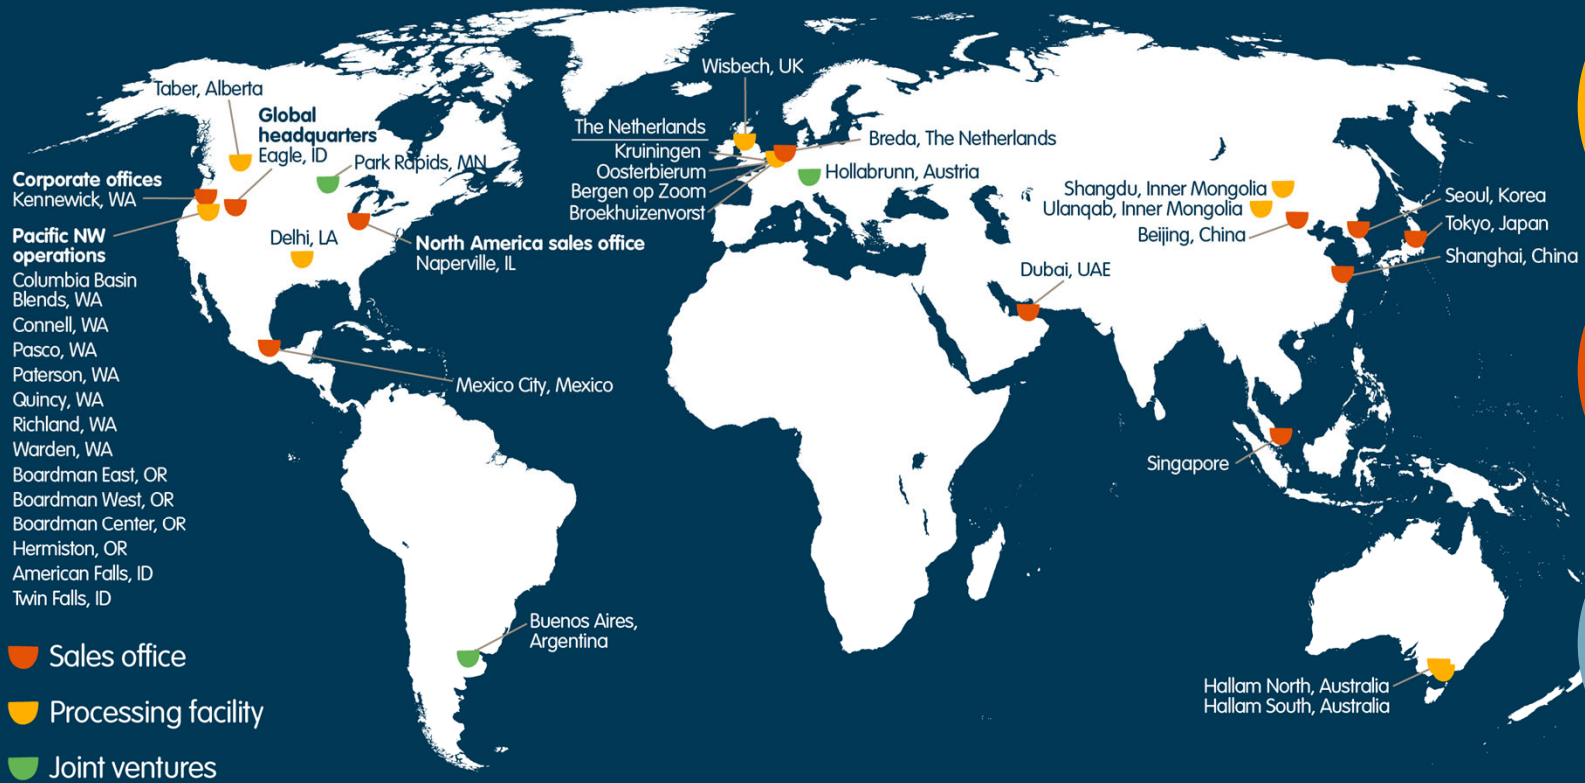 Taber, Alberta
Global
headquarters
Eagle, ID
Park Rapids, MN
Corporate offices
Kennewick, WA
Pacific NW
operations
Columbia Basin
Blends, WA
Connell, WA
Pasco, WA
Paterson, WA
Quincy, WA
Richland, WA
Warden, WA
Boardman East, OR
Boardman West, OR
Boardman Center, OR
Hermiston, OR
American Falls, ID
Twin Falls, ID
Delhi, LA
North America sales office
Naperville, IL
Mexico City, Mexico
Buenos Aires,
Argentina
Wisbech, UK
The Netherlands
Kruiningen
Oosterbierum
Bergen op Zoom
Broekhuizenvorst
Breda, The Netherlands
Hollabrunn, Austria
Dubai, UAE
Shangdu, Inner Mongolia
Ulanqab, Inner Mongolia
Beijing, China
Seoul, Korea
Tokyo, Japan
Shanghai, China
Singapore
Hallam North, Australia
Hallam South, Australia
Sales office
Processing facility
Joint ventures